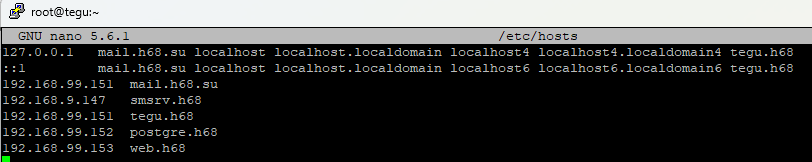 root@tegu:~
GNU nano 5.6.1 /etc/hosts
127.0.0.1 mail.h68.su localhost localhost.localdomain localhost4 localhost4.localdomain4 tegu.h68
::1 mail.h68.su localhost localhost.localdomain localhost6 localhost6.localdomain6 tegu.h68
192.168.99.151 mail.h68.su
192.168.9.147 smsrv.h68
192.168.99.151 tegu.h68
192.168.99.152 postgre.h68
192.168.99.153 web.h68